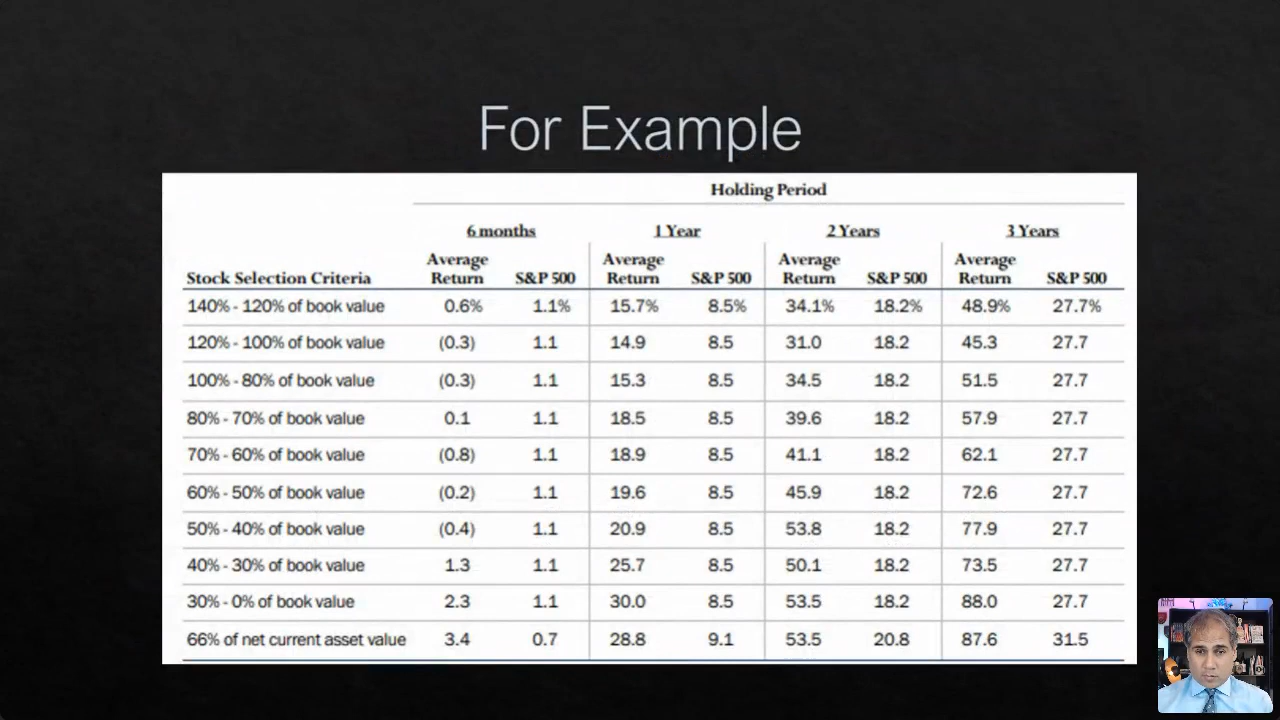 For Example
Holding Period
6 months 1 Year 2 Years 3 Years
Average Average Average Average
Stock Selection Criteria Return S&P 500 Return S&P 500 Return S&P 500 Return S&P 500
140% - 120% of book value 0.6% 1.1% 15.7% 8.5% 34.1% 18.2% 48.9% 27.7%
120% - 100% of book value (0.3) 1.1 14.9 8.5 31.0 18.2 45.3 27.7
100% - 80% of book value (0.3) 1.1 15.3 8.5 34.5 18.2 51.5 27.7
80% - 70% of book value 0.1 1.1 18.5 8.5 39.6 18.2 57.9 27.7
70% - 60% of book value (0.8) 1.1 18.9 8.5 41.1 18.2 62.1 27.7
60% - 50% of book value (0.2) 1.1 19.6 8.5 45.9 18.2 72.6 27.7
50% - 40% of book value (0.4) 1.1 20.9 8.5 53.8 18.2 77.9 27.7
40% - 30% of book value 1.3 1.1 25.7 8.5 50.1 18.2 73.5 27.7
30% - 0% of book value 2.3 1.1 30.0 8.5 53.5 18.2 88.0 27.7
66% of net current asset value 3.4 0.7 28.8 9.1 53.5 20.8 87.6 31.5